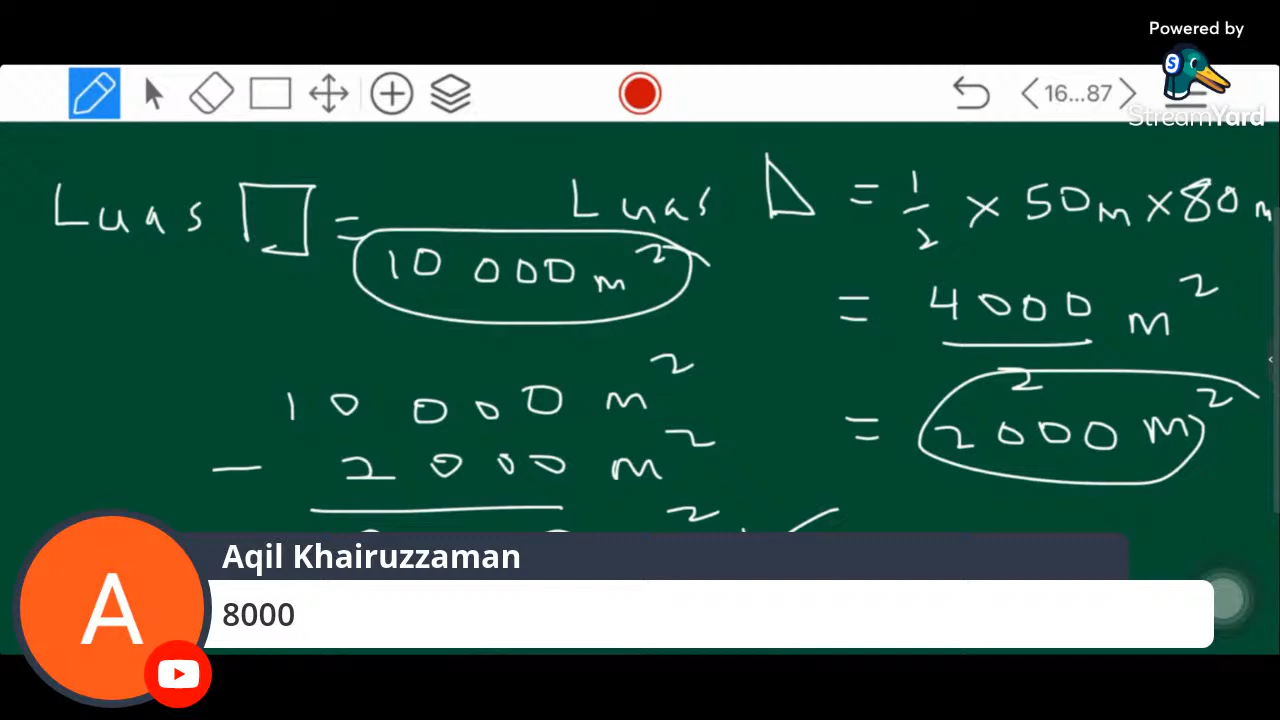 Powered by
StreamYard
S
16...87
Luas □ =
10 000 m²
Luas ◺ = 1/2 × 50m × 80m
= 4000 m²
2
= 2000 m²
10 000 m²
— 2000 m²
Aqil Khairuzzaman
A
8000